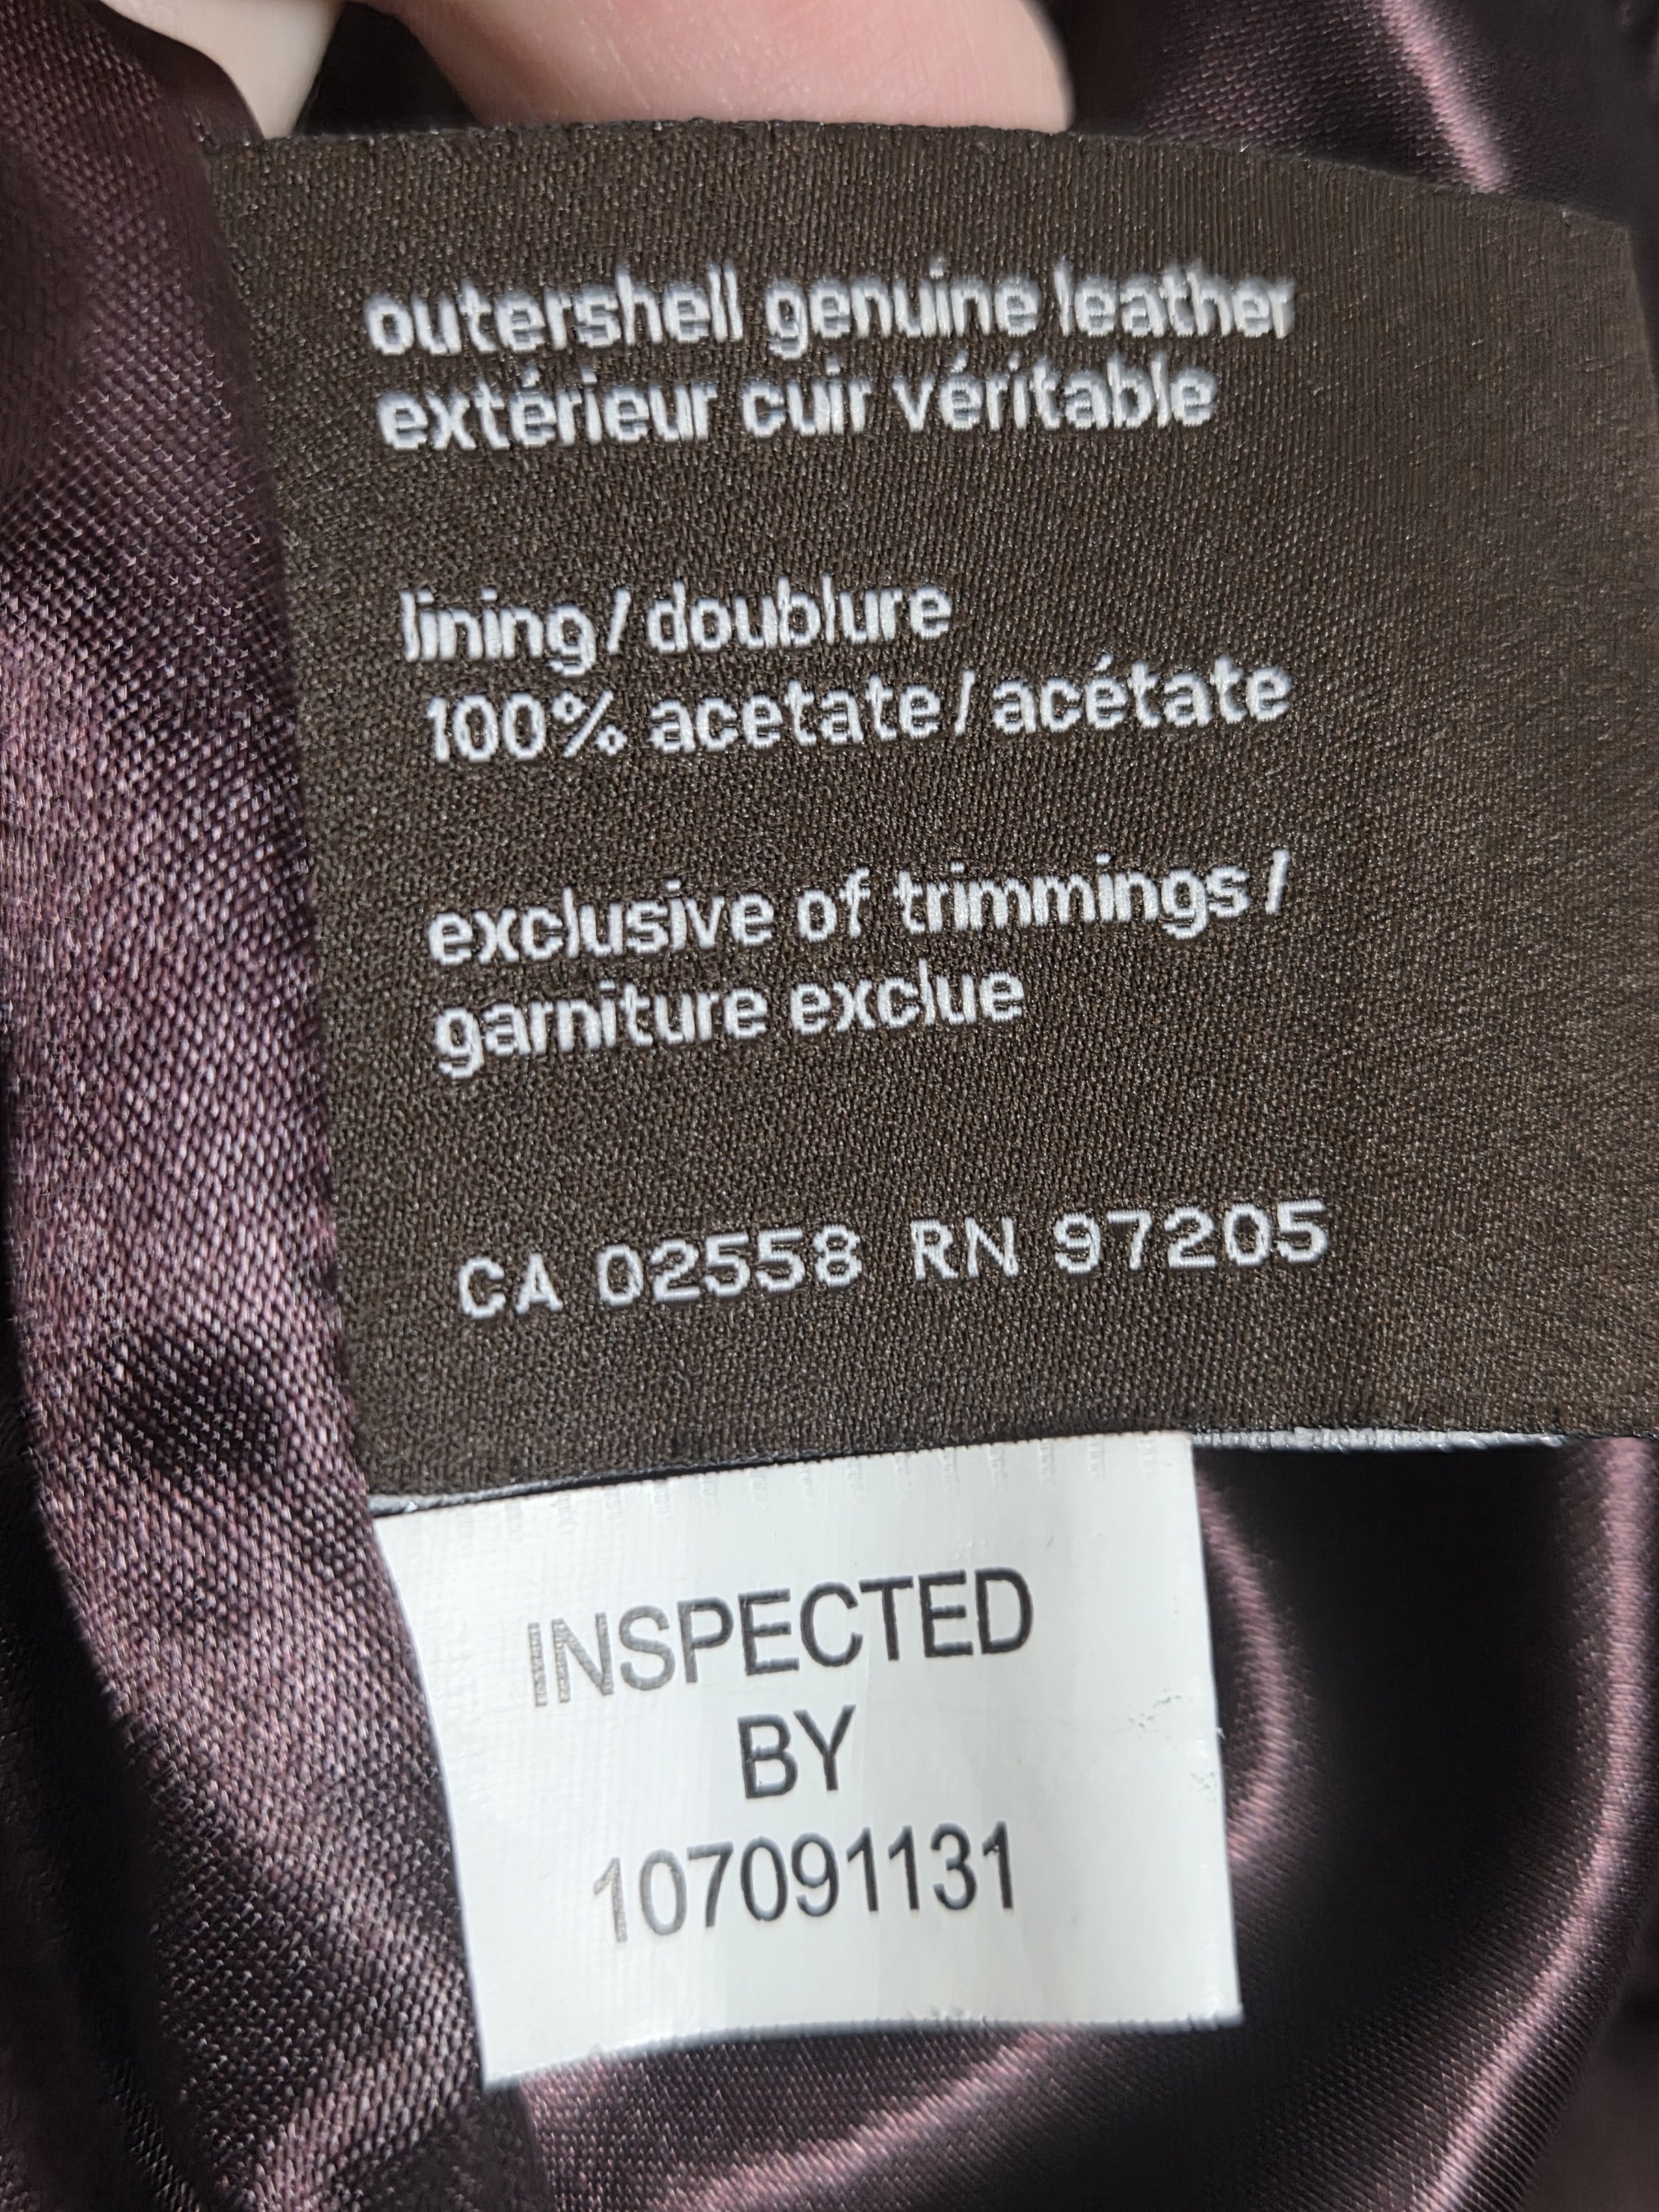 outershell genuine leather
extérieur cuir véritable
lining/doublure
100% acetate/acétate
exclusive of trimmings/
garniture exclue
CA 02558 RN 97205
INSPECTED
BY
107091131